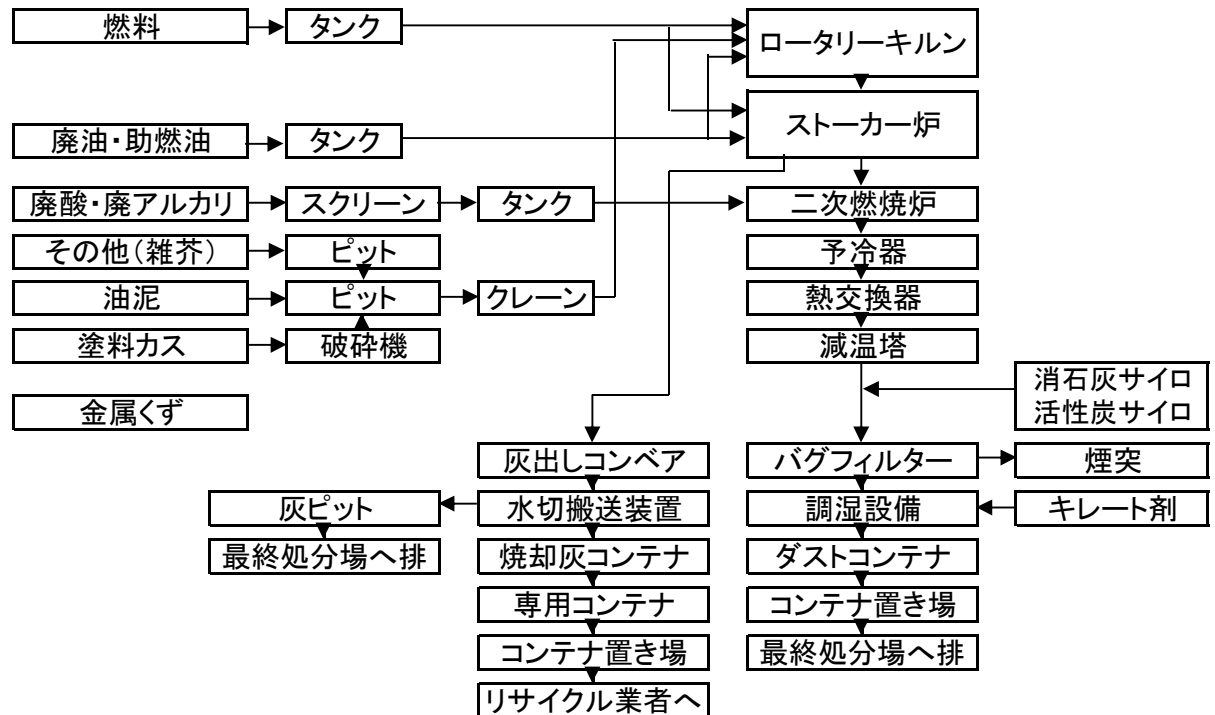 燃料
タンク
ロータリーキルン
ストーカー炉
廃油・助燃油
タンク
廃酸・廃アルカリ
スクリーン
タンク
二次燃焼炉
その他(雑芥)
ピット
予冷器
油泥
ピット
クレーン
熱交換器
塗料カス
破砕機
減温塔
消石灰サイロ
活性炭サイロ
金属くず
灰出しコンベア
バグフィルター
煙突
灰ピット
水切搬送装置
調湿設備
キレート剤
最終処分場へ排
焼却灰コンテナ
ダストコンテナ
専用コンテナ
コンテナ置き場
コンテナ置き場
最終処分場へ排
リサイクル業者へ